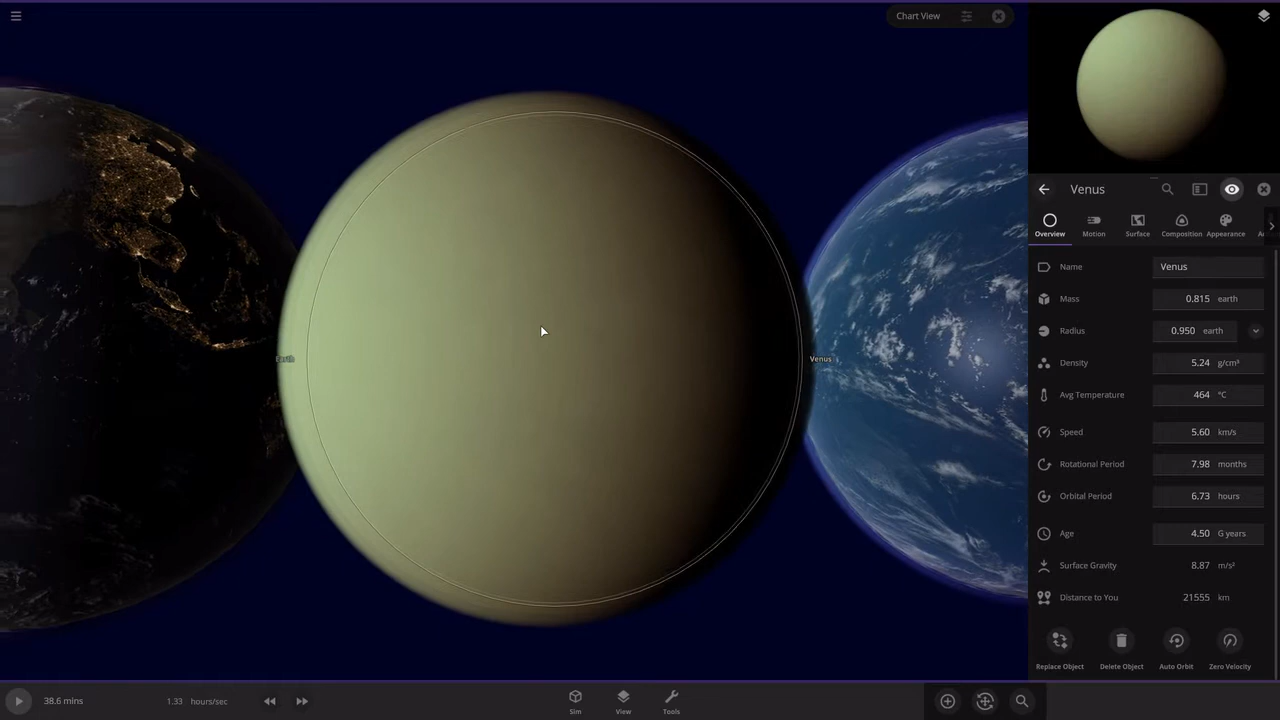 Chart View
Earth
Venus
Venus
Overview
Motion
Surface
Composition
Appearance
Name Venus
Mass 0.815 earth
Radius 0.950 earth
Density 5.24 g/cm³
Avg Temperature 464 °C
Speed 5.60 km/s
Rotational Period 7.98 months
Orbital Period 6.73 hours
Age 4.50 G years
Surface Gravity 8.87 m/s²
Distance to You 21555 km
Replace Object
Delete Object
Auto Orbit
Zero Velocity
38.6 mins
1.33 hours/sec
Sim
View
Tools